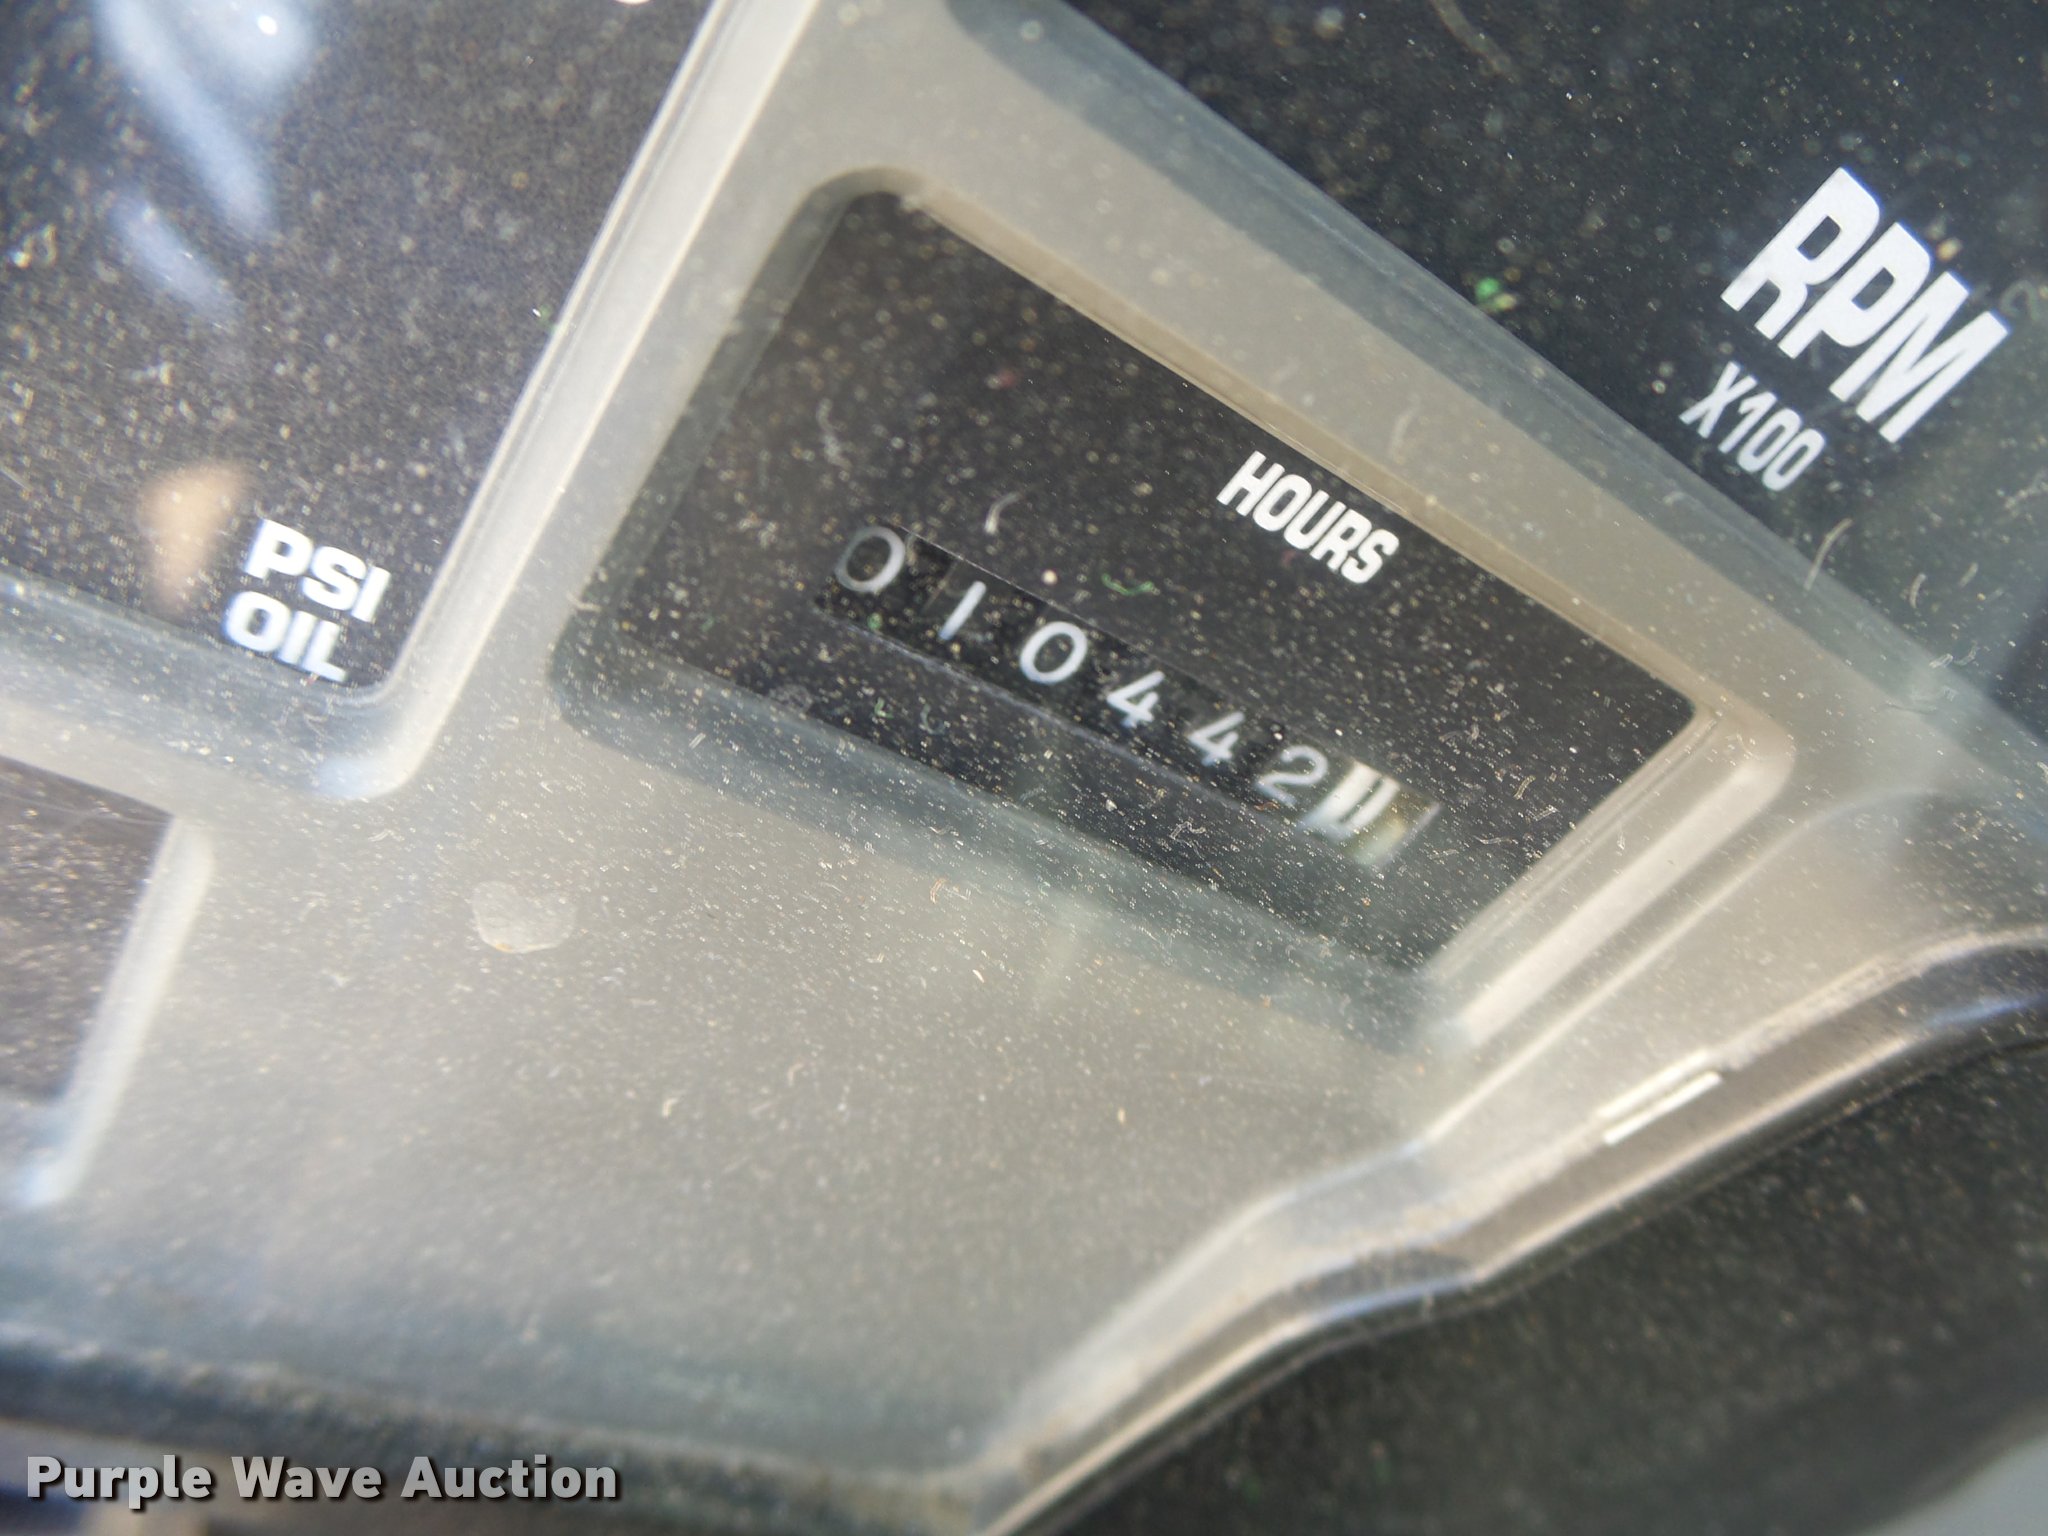 RPM
X100
HOURS
010442
PSI
OIL
Purple Wave Auction